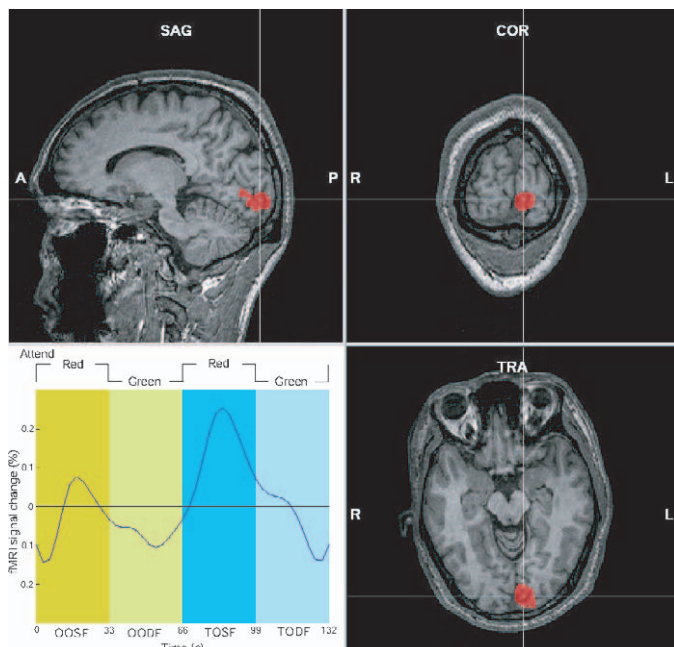 SAG
COR
A
P
R
L
Attend
Red
Green
Red
Green
TRA
fMRI signal change (%)
0.2
0.1
0
0.1
0.2
R
L
0
33
66
99
132
OOSF
OODF
TOSF
TODF
Time (s)